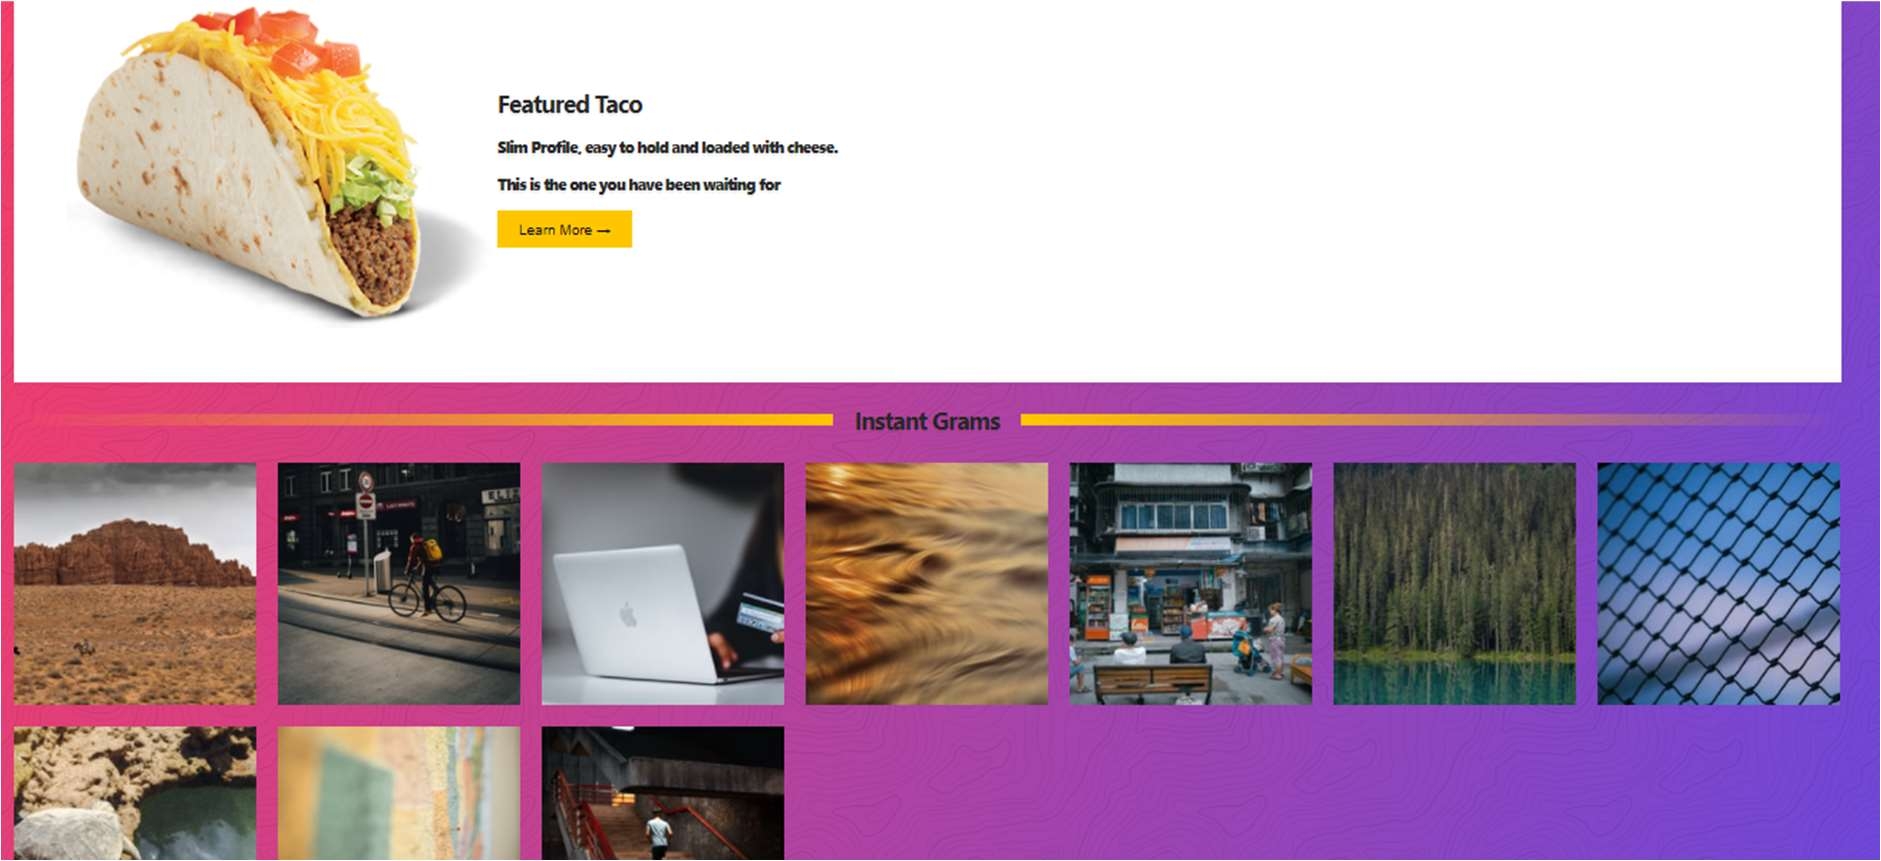 Featured Taco
Slim Profile, easy to hold and loaded with cheese.
This is the one you have been waiting for
Learn More →
Instant Grams
ELIZ